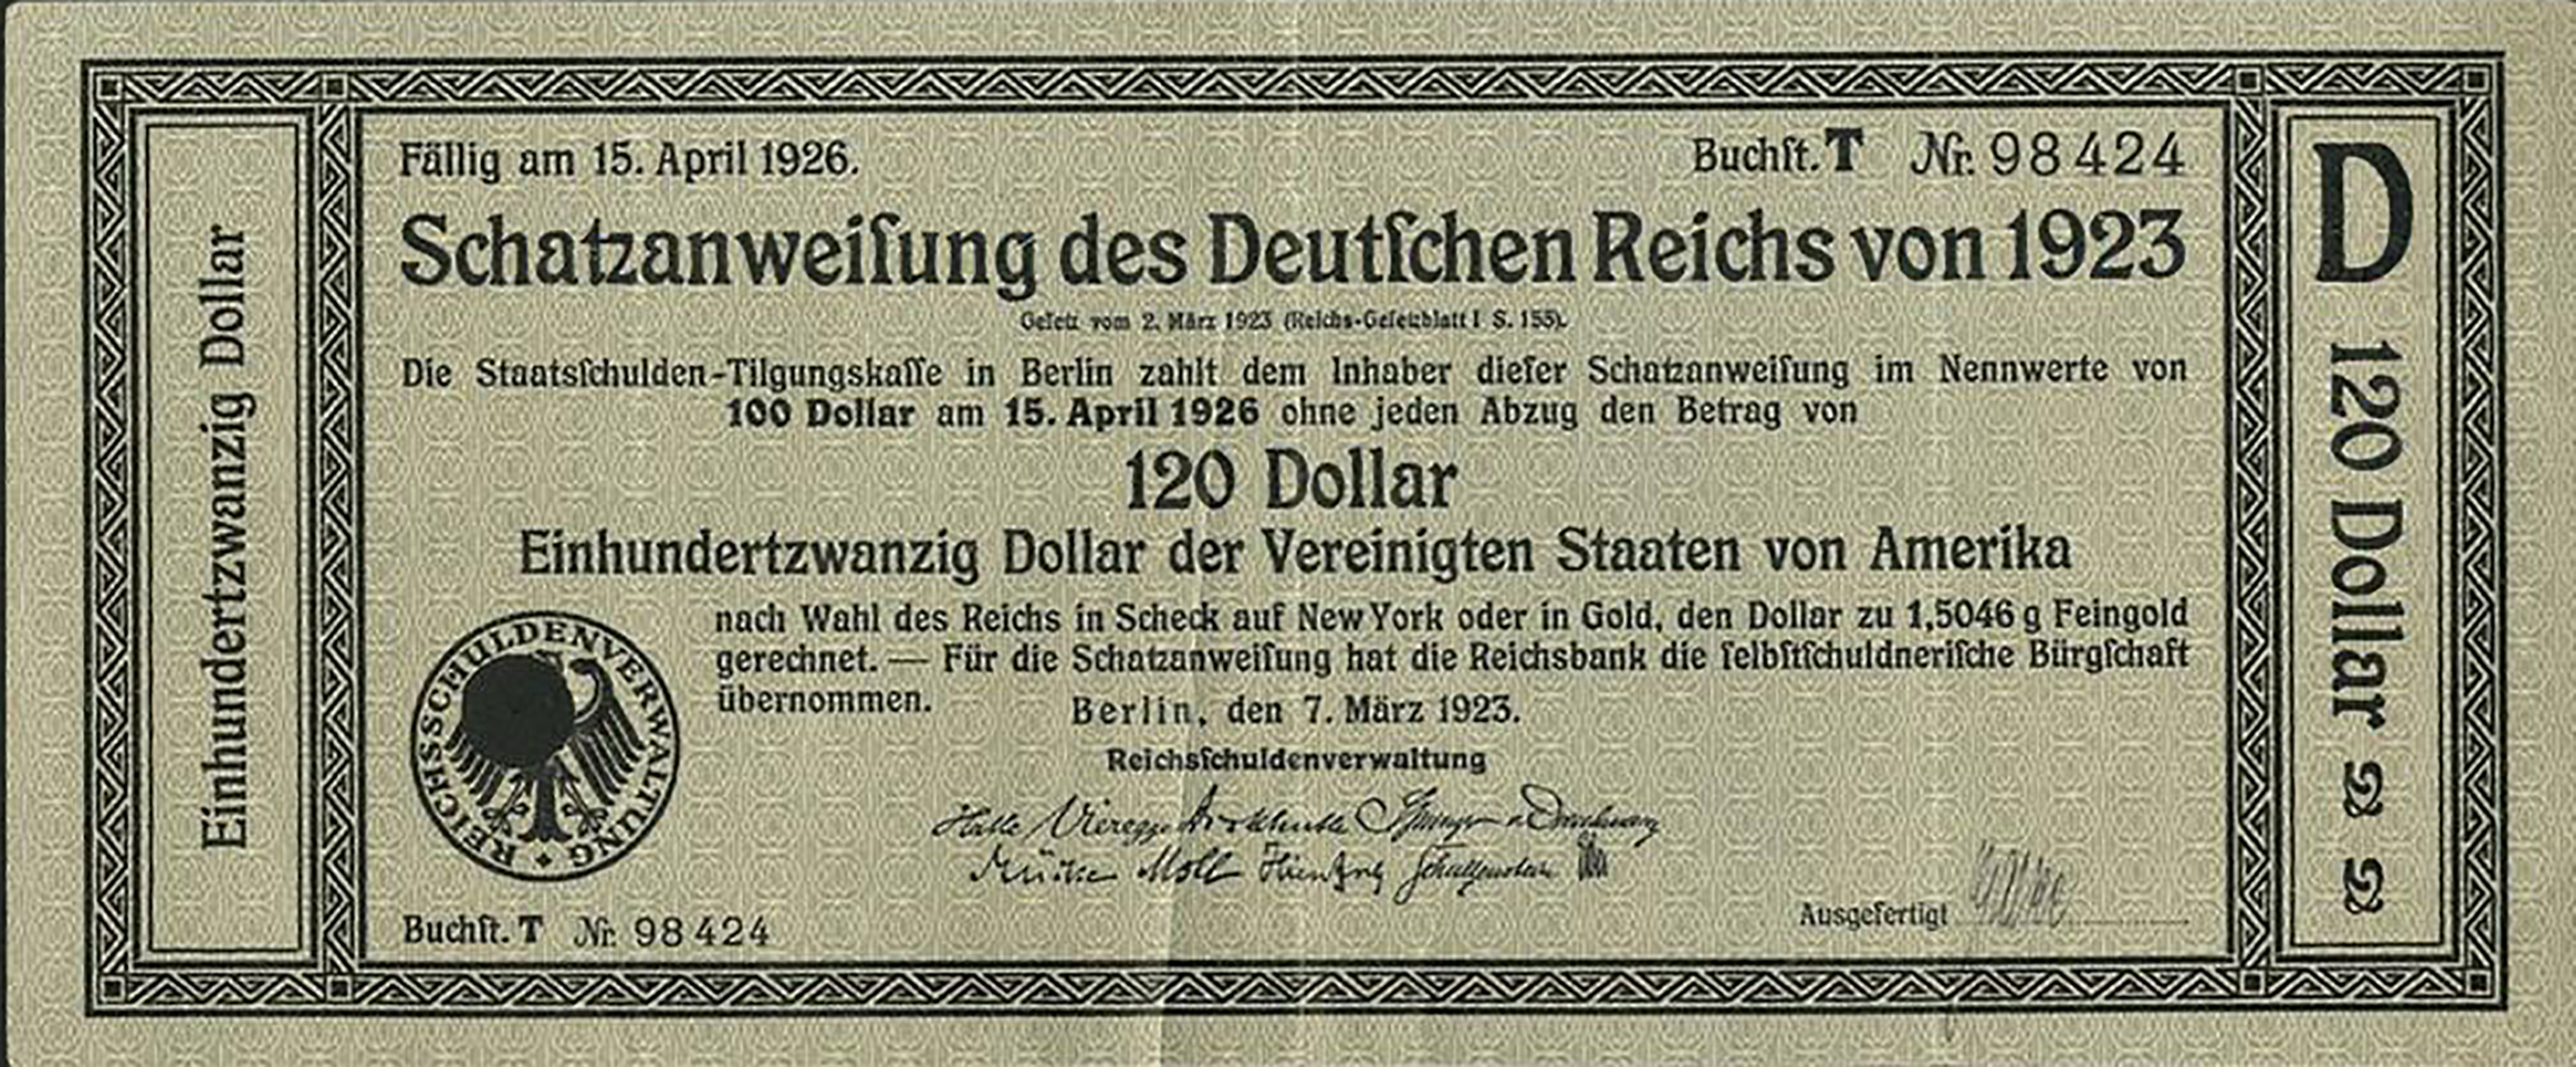 Einhundertzwanzig Dollar
Fällig am 15. April 1926.
Buchſt. T Nr. 98424
Schatzanweiſung des Deutſchen Reichs von 1923
Geſetz vom 2. März 1923 (Reichs-Geſetzblatt I S. 155).
Die Staatsſchulden-Tilgungskaſſe in Berlin zahlt dem Inhaber dieſer Schatzanweiſung im Nennwerte von
100 Dollar am 15. April 1926 ohne jeden Abzug den Betrag von
120 Dollar
Einhundertzwanzig Dollar der Vereinigten Staaten von Amerika
nach Wahl des Reichs in Scheck auf New York oder in Gold, den Dollar zu 1,5046 g Feingold
gerechnet. — Für die Schatzanweiſung hat die Reichsbank die ſelbſtſchuldneriſche Bürgſchaft
übernommen.
Berlin, den 7. März 1923.
Reichsſchuldenverwaltung
Halle Vieregge
Mücke Moll
REICHSSCHULDENVERWALTUNG
Buchſt. T Nr. 98424
Ausgefertigt
D 120 Dollar